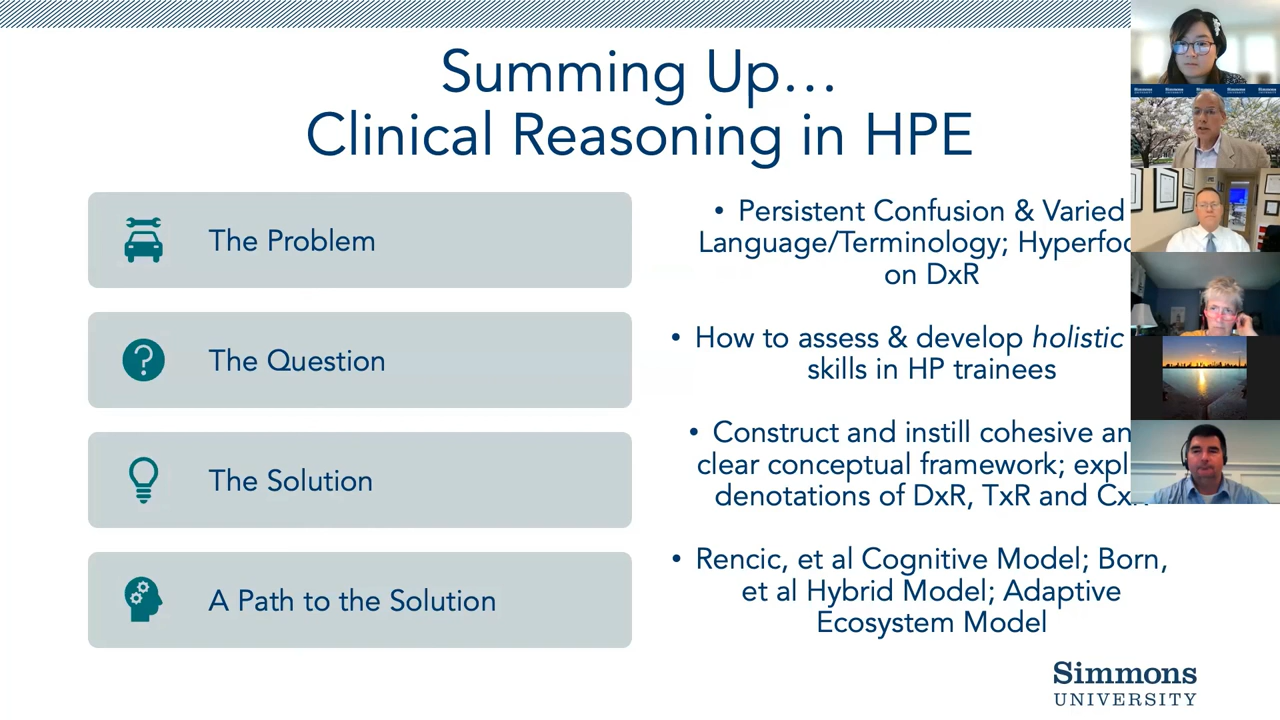 Summing Up…
Clinical Reasoning in HPE
The Problem
• Persistent Confusion & Varied
Language/Terminology;
on DxR
The Question
• How to assess & develop holistic
skills in HP trainees
The Solution
• Construct and instill cohesive
clear conceptual framework;
denotations of DxR, TxR and
A Path to the Solution
• Rencic, et al Cognitive Model; Born,
et al Hybrid Model; Adaptive
Ecosystem Model
Simmons
UNIVERSITY